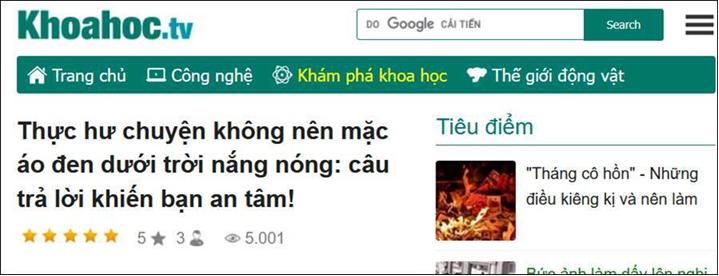 Khoahoc.tv
ĐƯỢC Google CẢI TIẾN
Search
Trang chủ Công nghệ Khám phá khoa học Thế giới động vật
Thực hư chuyện không nên mặc
áo đen dưới trời nắng nóng: câu
trả lời khiến bạn an tâm!
5 3 5.001
Tiêu điểm
"Tháng cô hồn" - Những
điều kiêng kị và nên làm
Bức ảnh làm dấy lên nghi